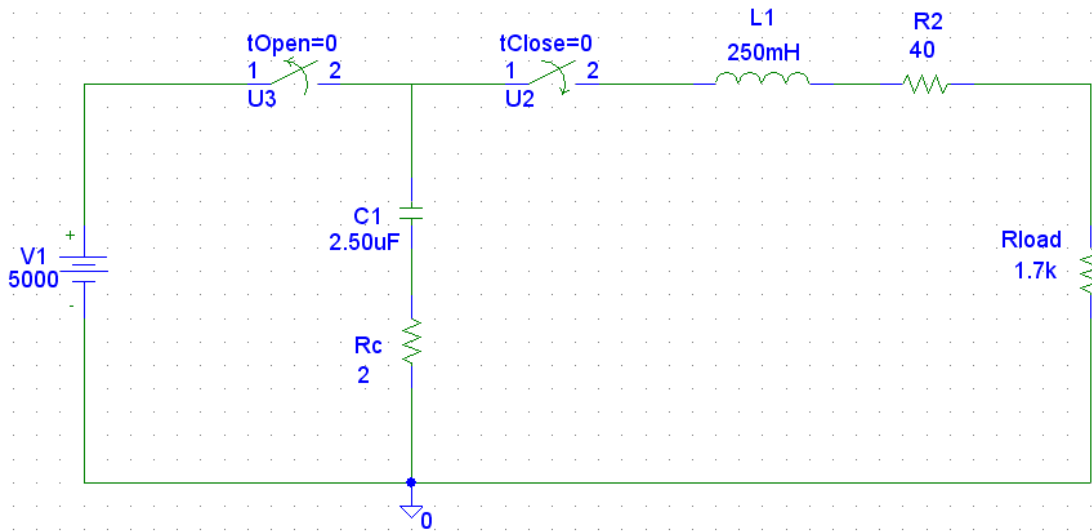 L1
R2
tOpen=0
tClose=0
250mH
40
1
2
1
2
U3
U2
C1
2.50uF
+
V1
5000
-
Rload
1.7k
Rc
2
0